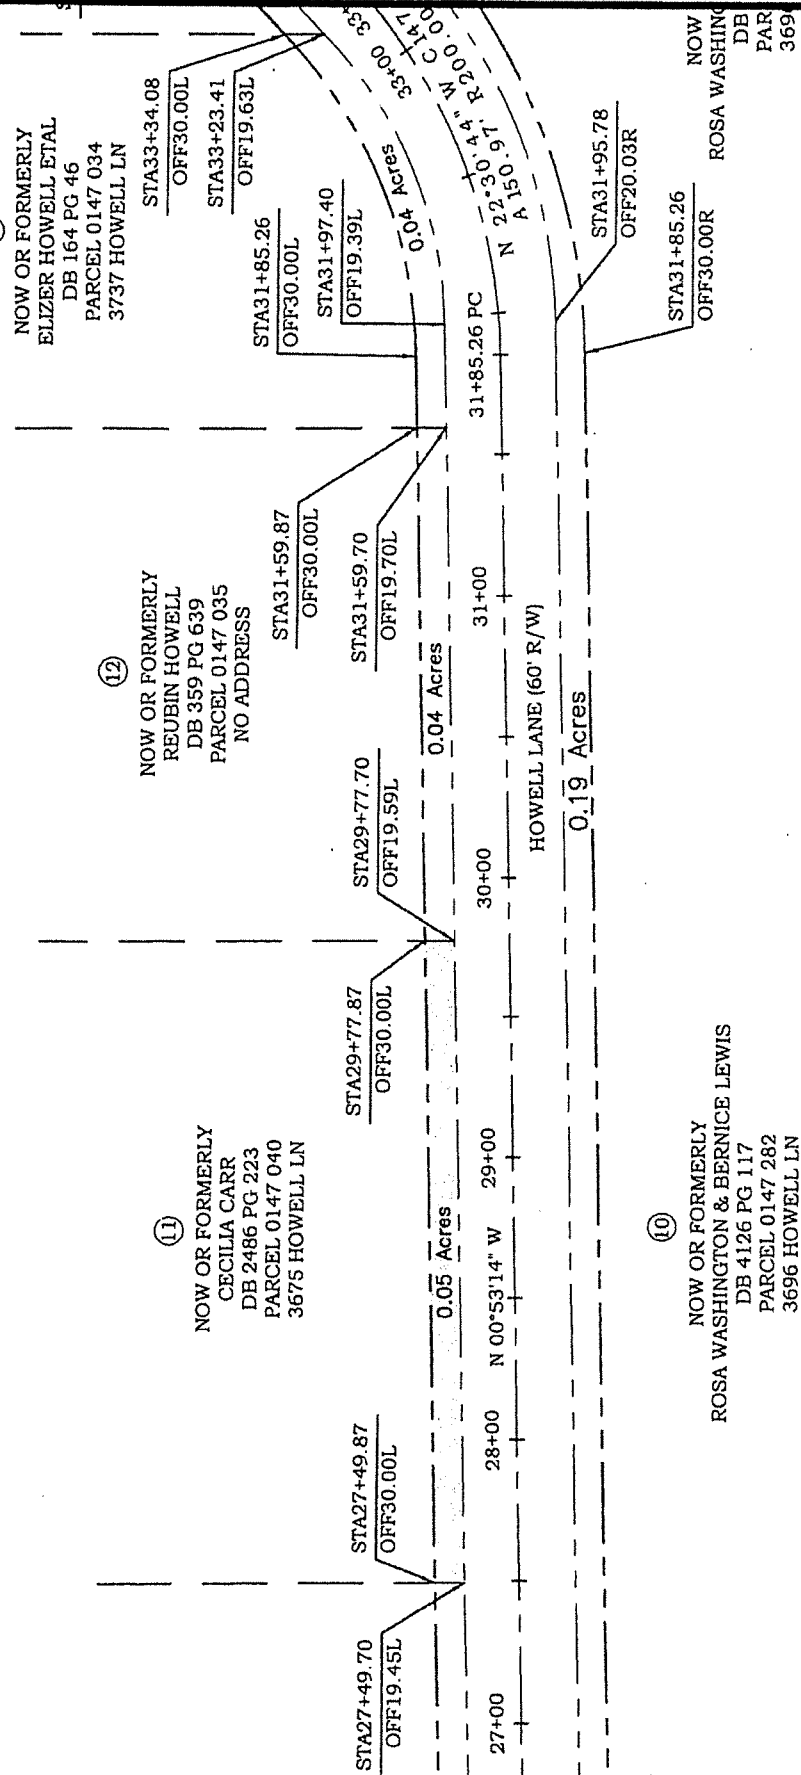 NOW OR FORMERLY
ELIZER HOWELL ETAL
DB 164 PG 46
PARCEL 0147 034
3737 HOWELL LN
STA33+34.08
OFF30.00L
STA33+23.41
OFF19.63L
STA31+85.26
OFF30.00L
STA31+97.40
OFF19.39L
0.04 Acres
33+00
N 22°30'44" W C 147
A 150.97' R200.00
31+85.26 PC
STA31+95.78
OFF20.03R
STA31+85.26
OFF30.00R
NOW
ROSA WASHING
DB
PAR
369
12
NOW OR FORMERLY
REUBIN HOWELL
DB 359 PG 639
PARCEL 0147 035
NO ADDRESS
STA31+59.87
OFF30.00L
STA31+59.70
OFF19.70L
0.04 Acres
31+00
HOWELL LANE (60' R/W)
0.19 Acres
STA29+77.70
OFF19.59L
30+00
STA29+77.87
OFF30.00L
11
NOW OR FORMERLY
CECILIA CARR
DB 2486 PG 223
PARCEL 0147 040
3675 HOWELL LN
0.05 Acres
29+00
N 00°53'14" W
28+00
STA27+49.87
OFF30.00L
STA27+49.70
OFF19.45L
27+00
10
NOW OR FORMERLY
ROSA WASHINGTON & BERNICE LEWIS
DB 4126 PG 117
PARCEL 0147 282
3696 HOWELL LN